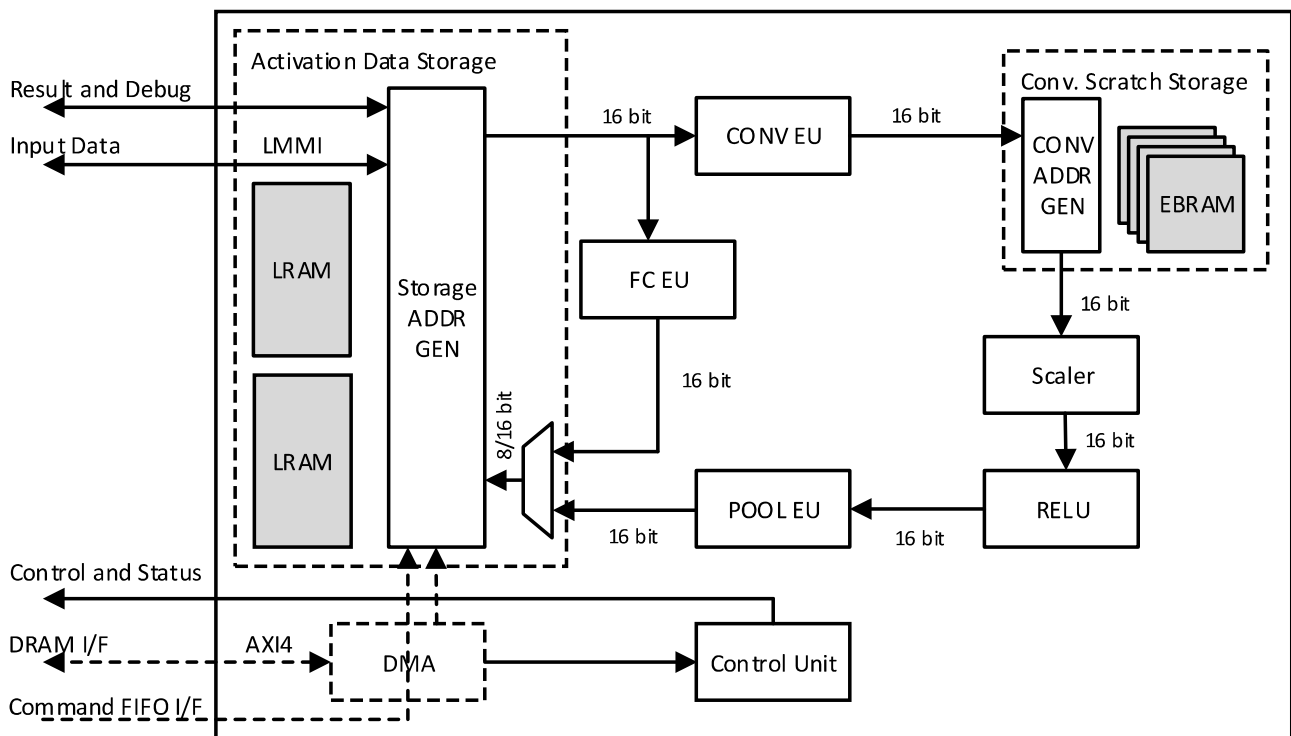 Activation Data Storage
Result and Debug
Input Data
LMMI
LRAM
LRAM
Storage
ADDR
GEN
16 bit
CONV EU
16 bit
Conv. Scratch Storage
CONV
ADDR
GEN
EBRAM
FC EU
16 bit
16 bit
Scaler
16 bit
8/16 bit
RELU
16 bit
POOL EU
16 bit
Control and Status
DRAM I/F
AXI4
DMA
Control Unit
Command FIFO I/F